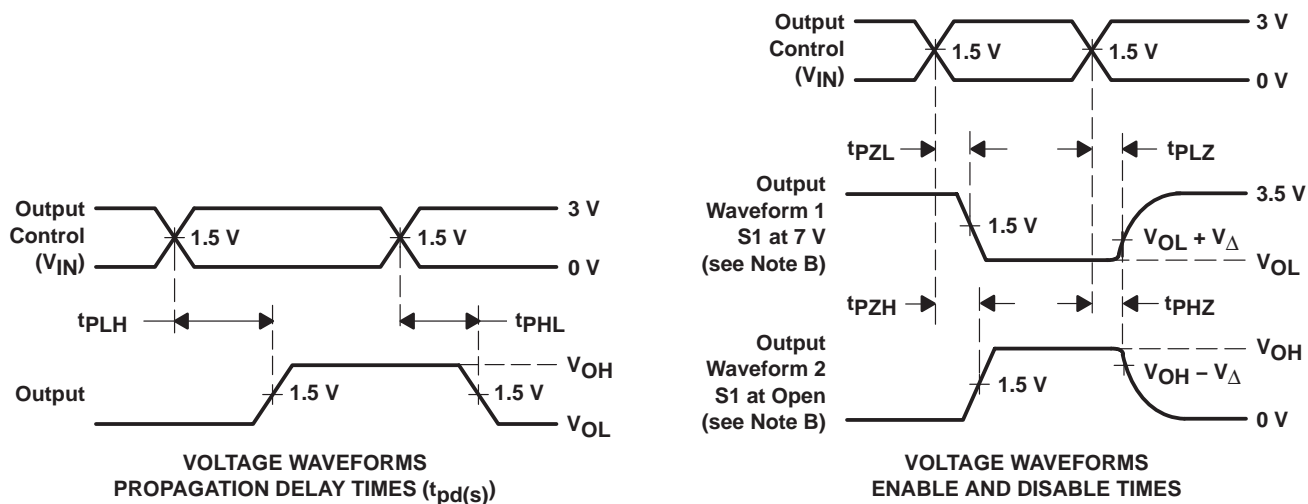 Output
Control
(VIN)
3 V
1.5 V
1.5 V
0 V
tPLH
tPHL
Output
VOH
1.5 V
1.5 V
VOL
VOLTAGE WAVEFORMS
PROPAGATION DELAY TIMES (tpd(s))
Output
Control
(VIN)
3 V
1.5 V
1.5 V
0 V
tPZL
tPLZ
Output
Waveform 1
S1 at 7 V
(see Note B)
3.5 V
1.5 V
VOL + VΔ
VOL
tPZH
tPHZ
Output
Waveform 2
S1 at Open
(see Note B)
VOH
1.5 V
VOH – VΔ
0 V
VOLTAGE WAVEFORMS
ENABLE AND DISABLE TIMES